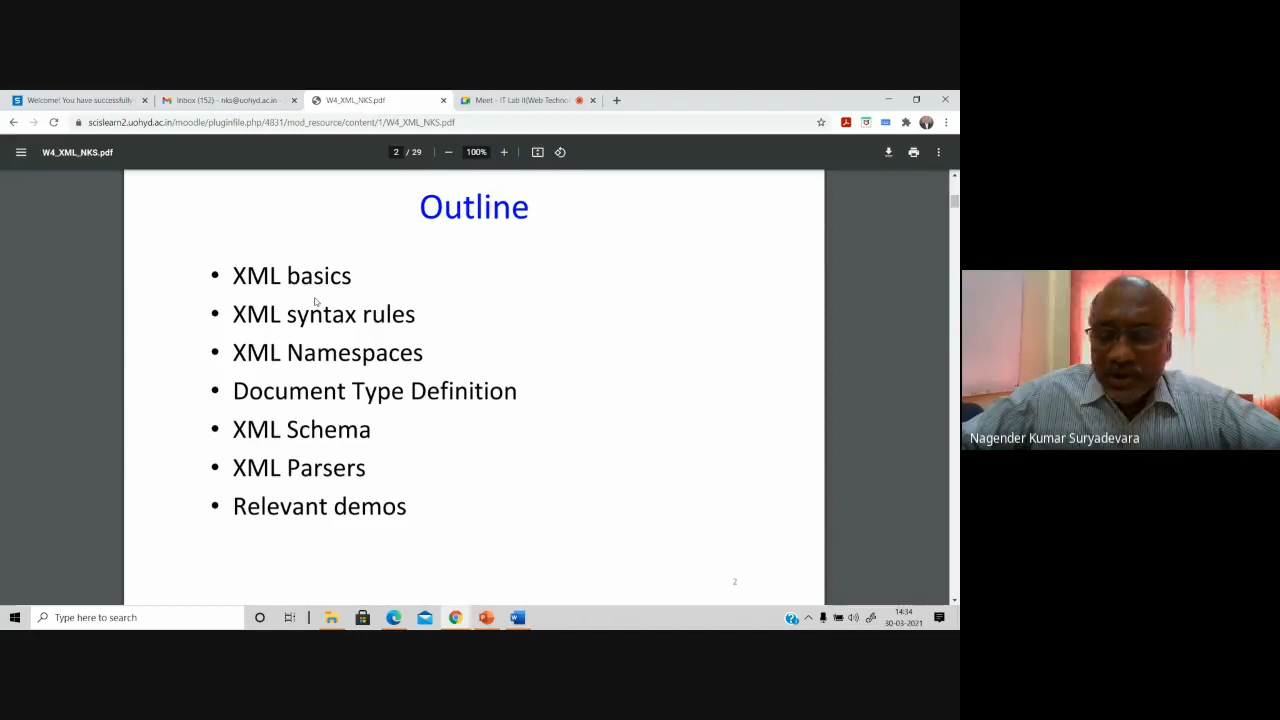 Welcome! You have successfully
Inbox (152) - nks@uohyd.ac.in -
W4_XML_NKS.pdf
Meet - IT Lab II(Web Techno
scislearn2.uohyd.ac.in/moodle/pluginfile.php/4831/mod_resource/content/1/W4_XML_NKS.pdf
W4_XML_NKS.pdf
2 / 29
100%
Outline
• XML basics
• XML syntax rules
• XML Namespaces
• Document Type Definition
• XML Schema
• XML Parsers
• Relevant demos
2
Nagender Kumar Suryadevara
Type here to search
14:34
30-03-2021